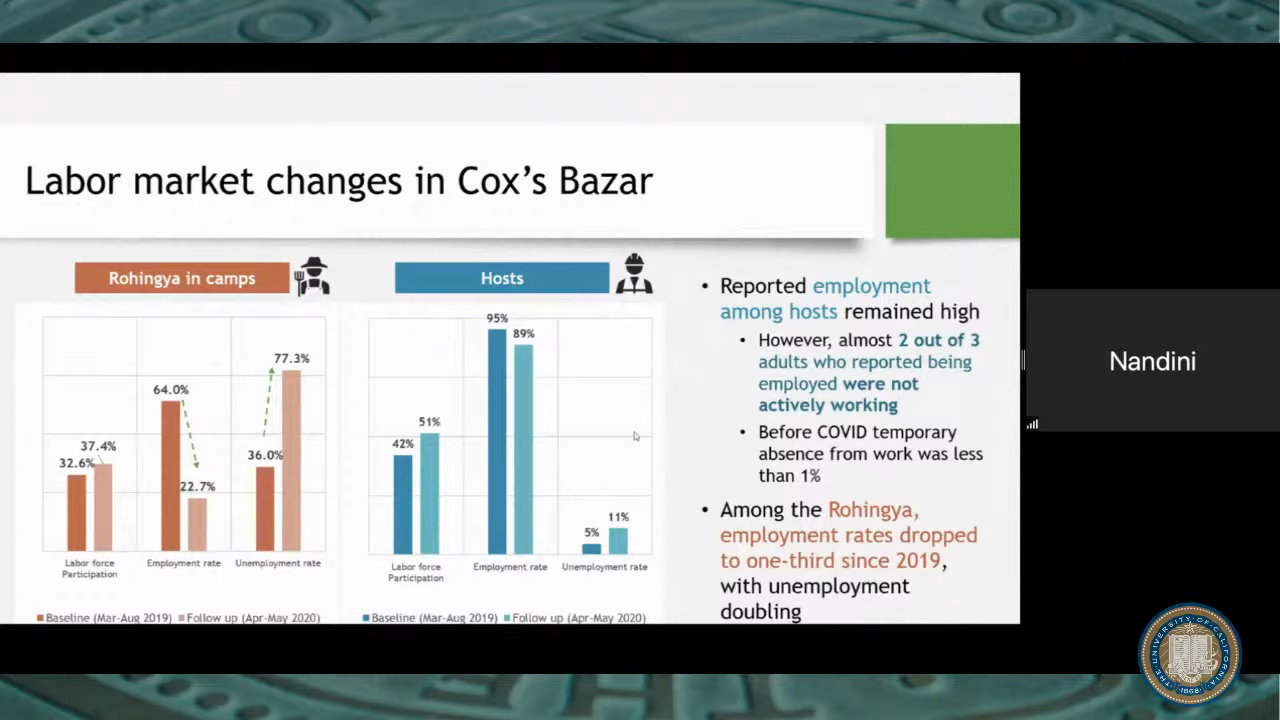 Labor market changes in Cox's Bazar
Rohingya in camps
32.6%
37.4%
64.0%
22.7%
36.0%
77.3%
Labor force
Participation
Employment rate
Unemployment rate
Baseline (Mar-Aug 2019) Follow up (Apr-May 2020)
Hosts
42%
51%
95%
89%
5%
11%
Labor force
Participation
Employment rate
Unemployment rate
Baseline (Mar-Aug 2019) Follow up (Apr-May 2020)
• Reported employment
among hosts remained high
• However, almost 2 out of 3
adults who reported being
employed were not
actively working
• Before COVID temporary
absence from work was less
than 1%
• Among the Rohingya,
employment rates dropped
to one-third since 2019,
with unemployment
doubling
Nandini
THE UNIVERSITY OF CALIFORNIA
1868